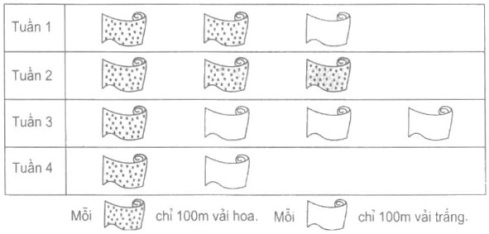 Tuần 1
Tuần 2
Tuần 3
Tuần 4
Mỗi chỉ 100m vải hoa. Mỗi chỉ 100m vải trắng.